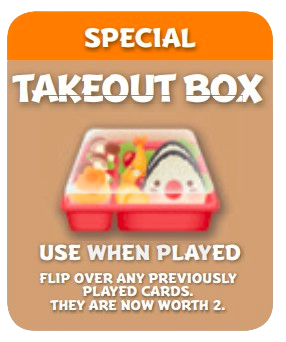 SPECIAL
TAKEOUT BOX
USE WHEN PLAYED
FLIP OVER ANY PREVIOUSLY
PLAYED CARDS.
THEY ARE NOW WORTH 2.